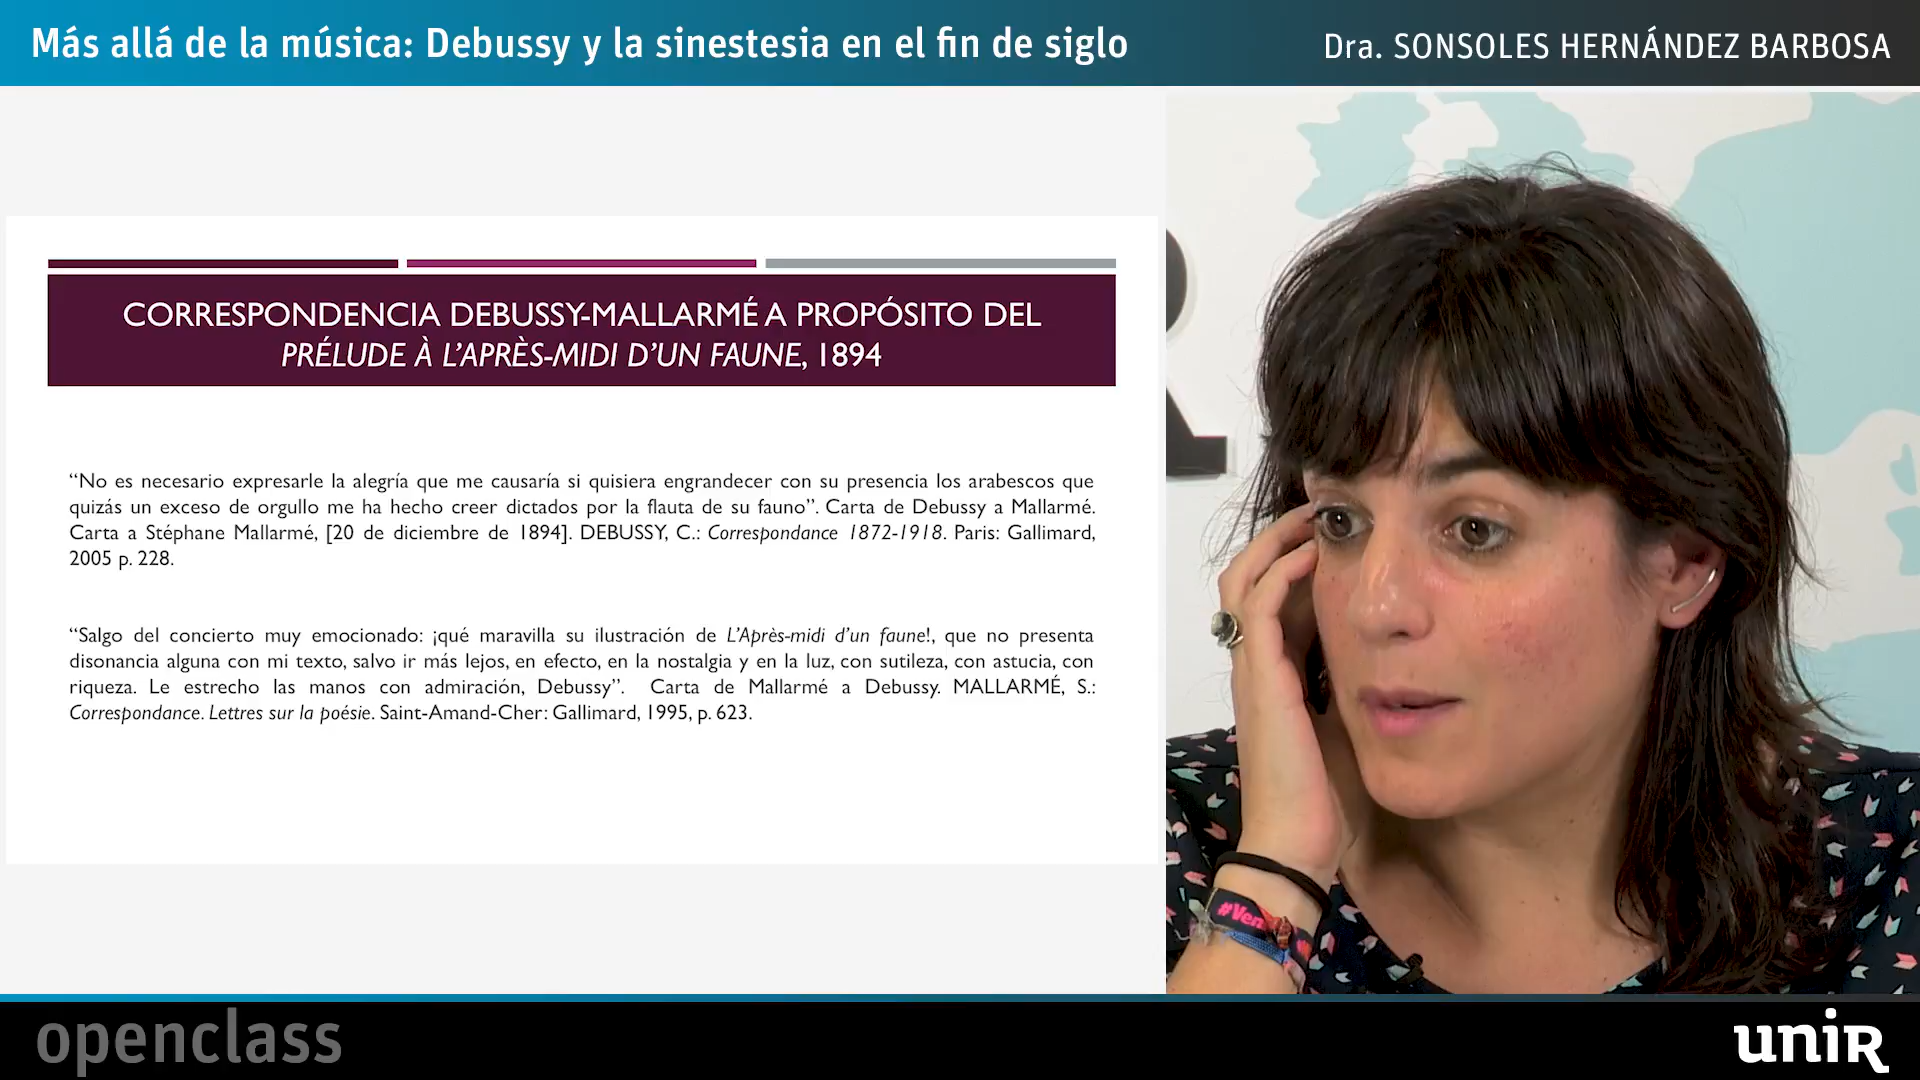 Más allá de la música: Debussy y la sinestesia en el fin de siglo
Dra. SONSOLES HERNÁNDEZ BARBOSA
CORRESPONDENCIA DEBUSSY-MALLARMÉ A PROPÓSITO DEL
PRÉLUDE À L’APRÈS-MIDI D’UN FAUNE, 1894
“No es necesario expresarle la alegría que me causaría si quisiera engrandecer con su presencia los arabescos que
quizás un exceso de orgullo me ha hecho creer dictados por la flauta de su fauno”. Carta de Debussy a Mallarmé.
Carta a Stéphane Mallarmé, [20 de diciembre de 1894]. DEBUSSY, C.: Correspondance 1872-1918. Paris: Gallimard,
2005 p. 228.
“Salgo del concierto muy emocionado: ¡qué maravilla su ilustración de L’Après-midi d’un faune!, que no presenta
disonancia alguna con mi texto, salvo ir más lejos, en efecto, en la nostalgia y en la luz, con sutileza, con astucia, con
riqueza. Le estrecho las manos con admiración, Debussy”. Carta de Mallarmé a Debussy. MALLARMÉ, S.:
Correspondance. Lettres sur la poésie. Saint-Amand-Cher: Gallimard, 1995, p. 623.
R
#Ven
openclass
unir